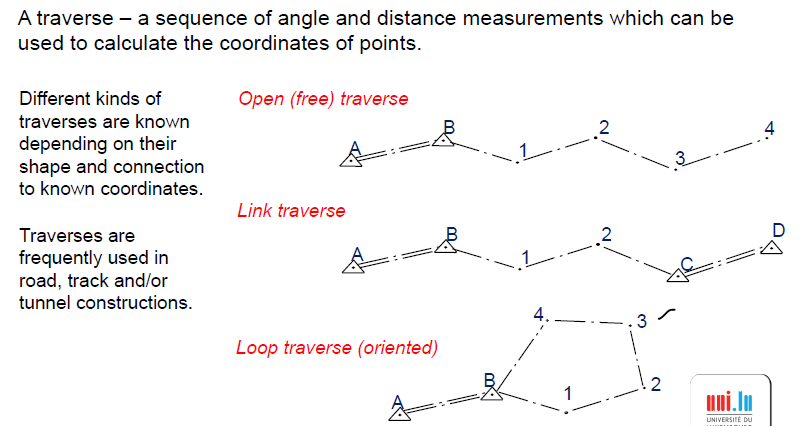 A traverse – a sequence of angle and distance measurements which can be
used to calculate the coordinates of points.
Different kinds of
traverses are known
depending on their
shape and connection
to known coordinates.
Traverses are
frequently used in
road, track and/or
tunnel constructions.
Open (free) traverse
A B 1 2 3 4
Link traverse
A B 1 2 C D
Loop traverse (oriented)
A B 1 2 3 4
uni.lu
UNIVERSITÉ DU